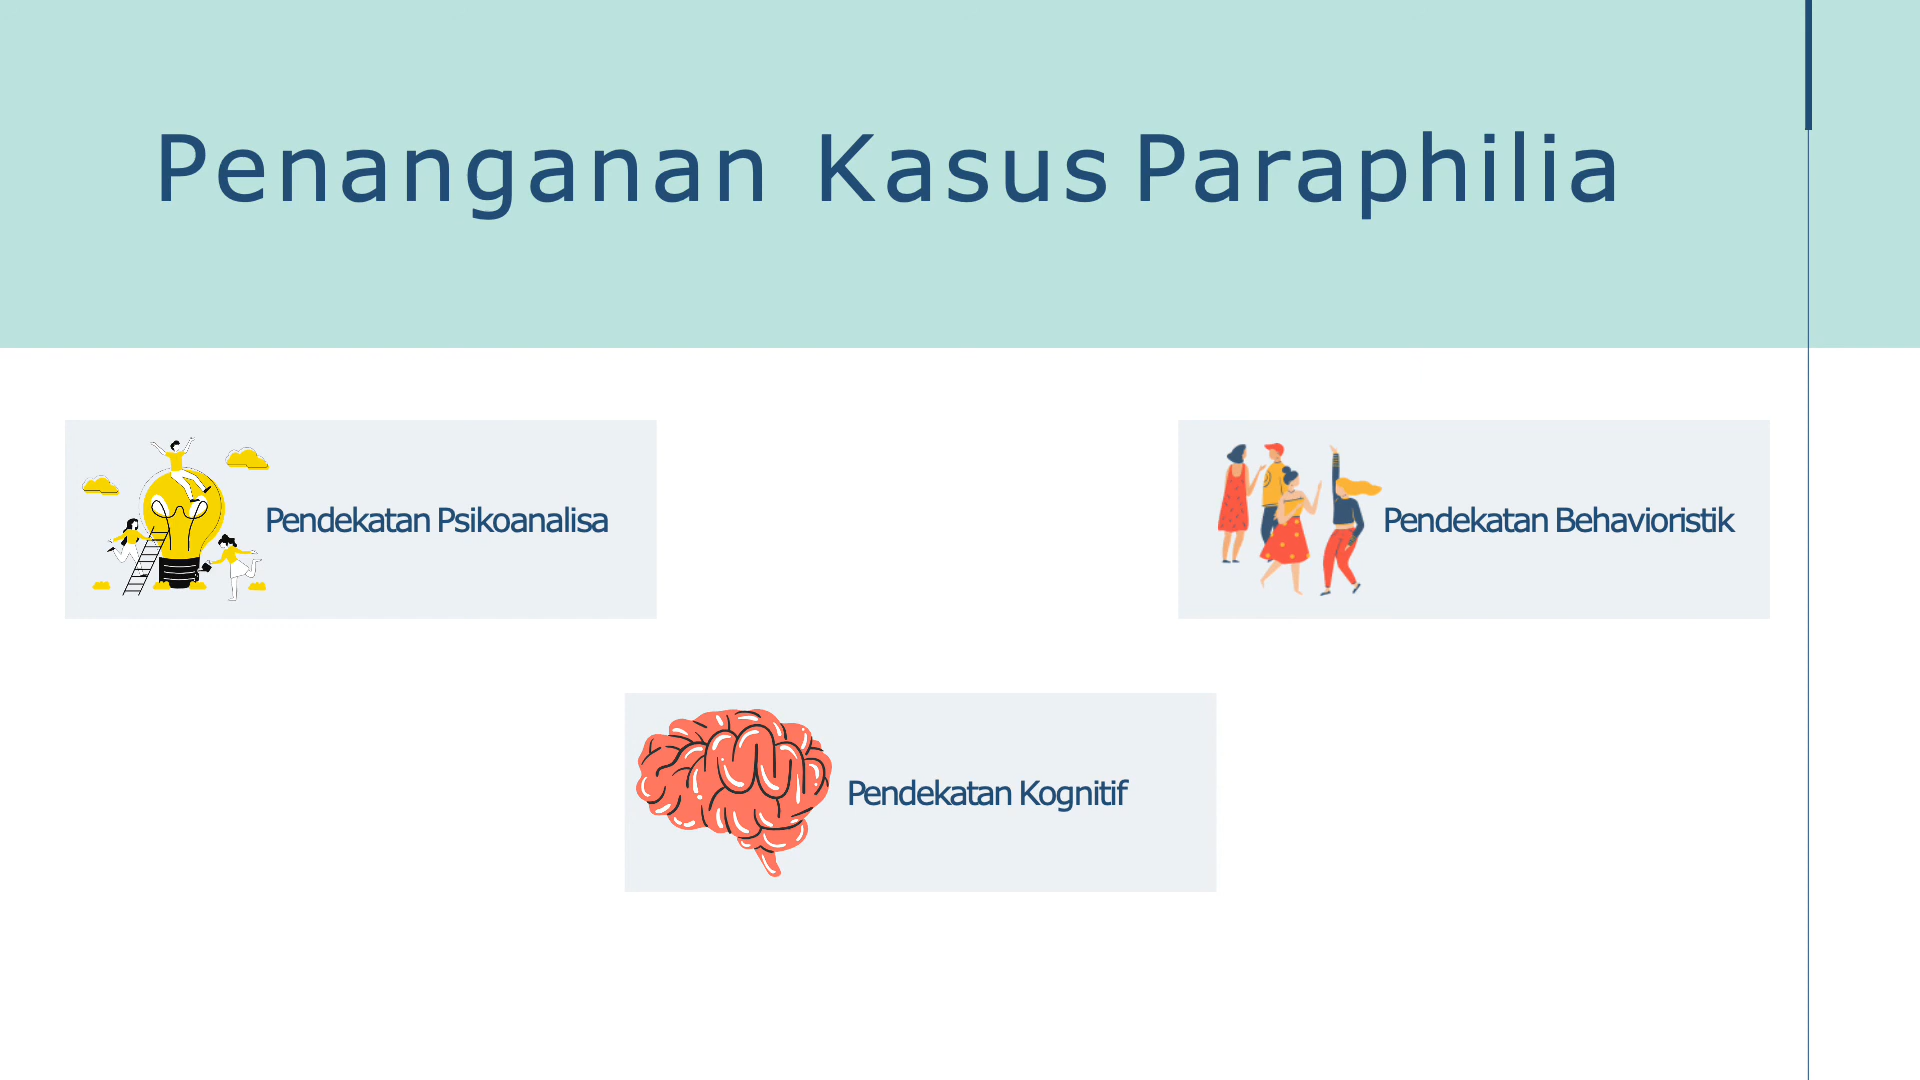 Penanganan Kasus Paraphilia
Pendekatan Psikoanalisa
Pendekatan Behavioristik
Pendekatan Kognitif